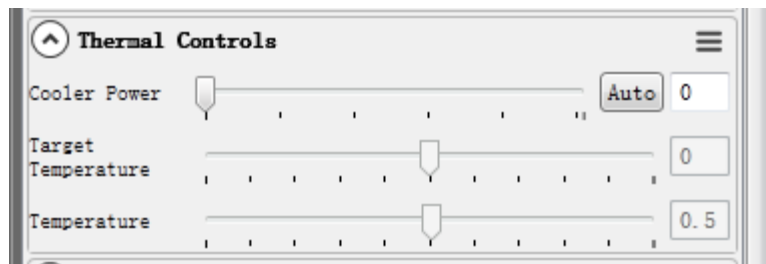 Thermal Controls
Cooler Power Auto 0
Target
Temperature 0
Temperature 0.5